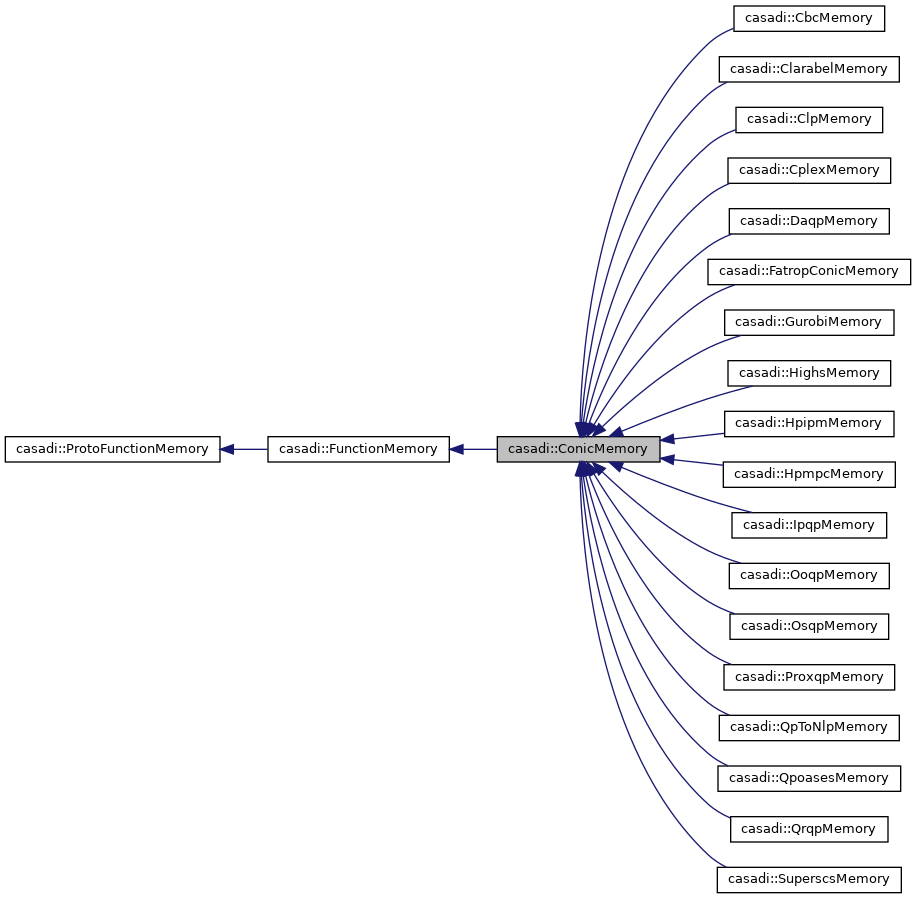 casadi::CbcMemory
casadi::ClarabelMemory
casadi::ClpMemory
casadi::CplexMemory
casadi::DaqpMemory
casadi::FatropConicMemory
casadi::GurobiMemory
casadi::HighsMemory
casadi::HpipmMemory
casadi::ProtoFunctionMemory
casadi::FunctionMemory
casadi::ConicMemory
casadi::HpmpcMemory
casadi::IpqpMemory
casadi::OoqpMemory
casadi::OsqpMemory
casadi::ProxqpMemory
casadi::QpToNlpMemory
casadi::QpoasesMemory
casadi::QrqpMemory
casadi::SuperscsMemory